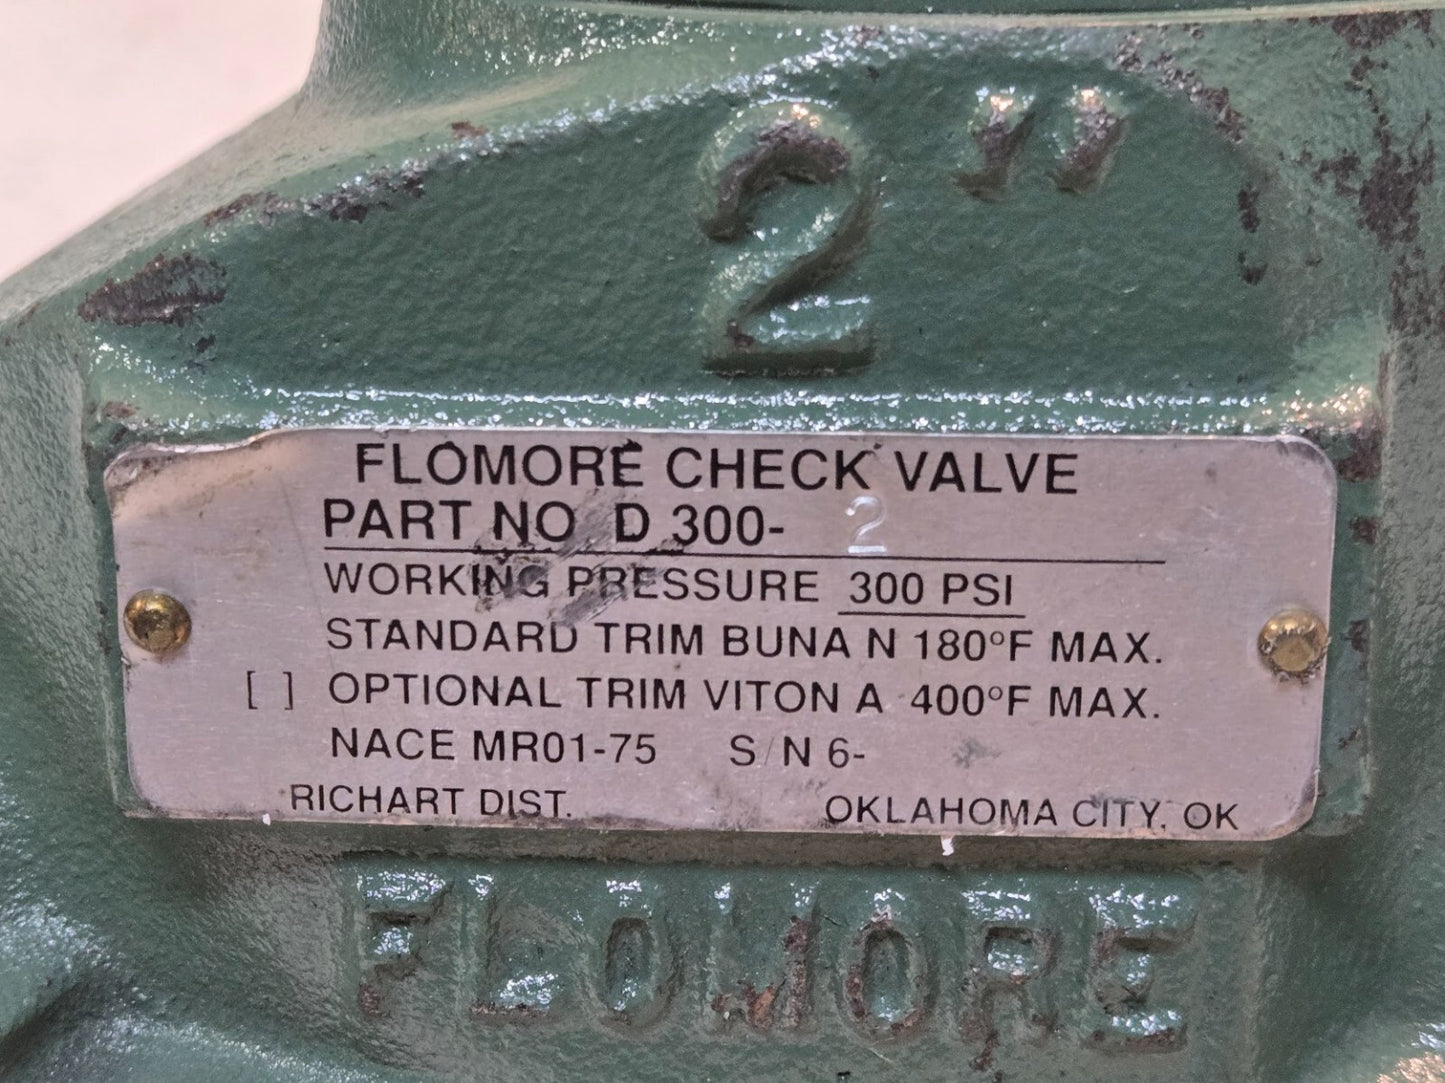 2"
FLOMORE CHECK VALVE
PART NO D 300- 2
WORKING PRESSURE 300 PSI
STANDARD TRIM BUNA N 180°F MAX.
[ ] OPTIONAL TRIM VITON A 400°F MAX.
NACE MR01-75 S/N 6-
RICHART DIST. OKLAHOMA CITY, OK
FLOMORE